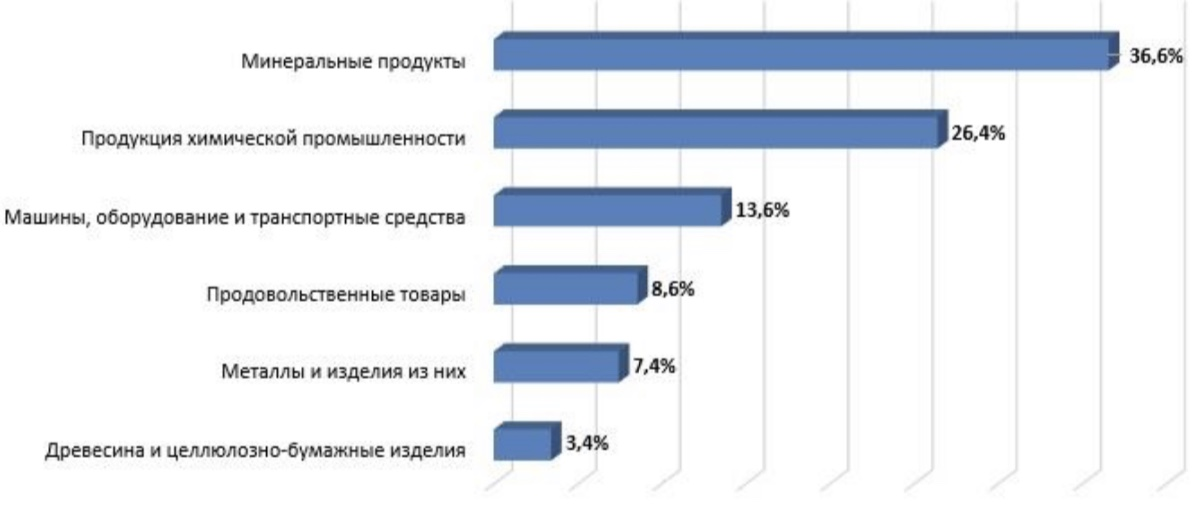 Минеральные продукты
36,6%
Продукция химической промышленности
26,4%
Машины, оборудование и транспортные средства
13,6%
Продовольственные товары
8,6%
Металлы и изделия из них
7,4%
Древесина и целлюлозно-бумажные изделия
3,4%